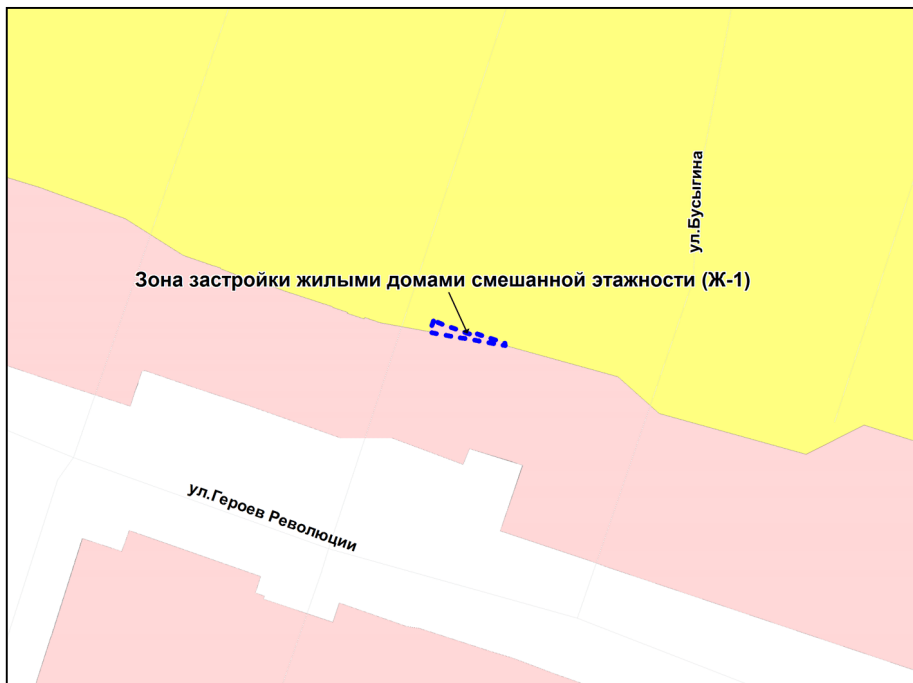 ул.Бусыгина
Зона застройки жилыми домами смешанной этажности (Ж-1)
ул.Героев Революции